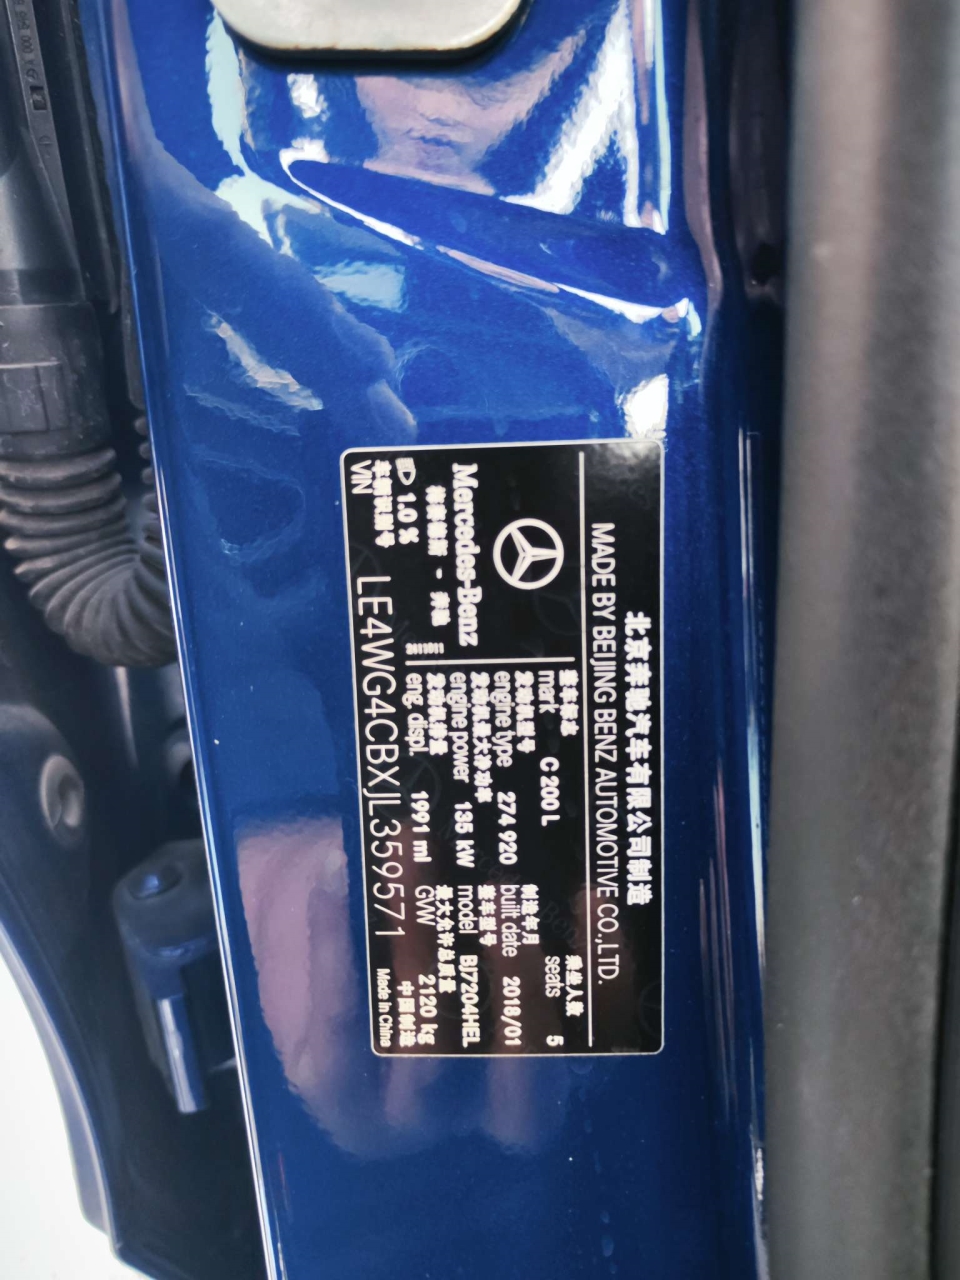 北京奔驰汽车有限公司制造
MADE BY BEIJING BENZ AUTOMOTIVE CO.,LTD.
Mercedes-Benz
梅赛德斯 - 奔驰
1.0 %
2411011
整车标志
mark C 200 L
乘坐人数
seats 5
发动机型号
engine type 274 920
制造年月
built date 2018/01
发动机最大净功率
engine power 135 kW
整车型号
model BJ7204HEL
发动机排量
eng. displ. 1991 ml
最大允许总质量
GVW 2120 kg
车辆识别号
VIN LE4WG4CBXJL359571
中国制造
Made In China